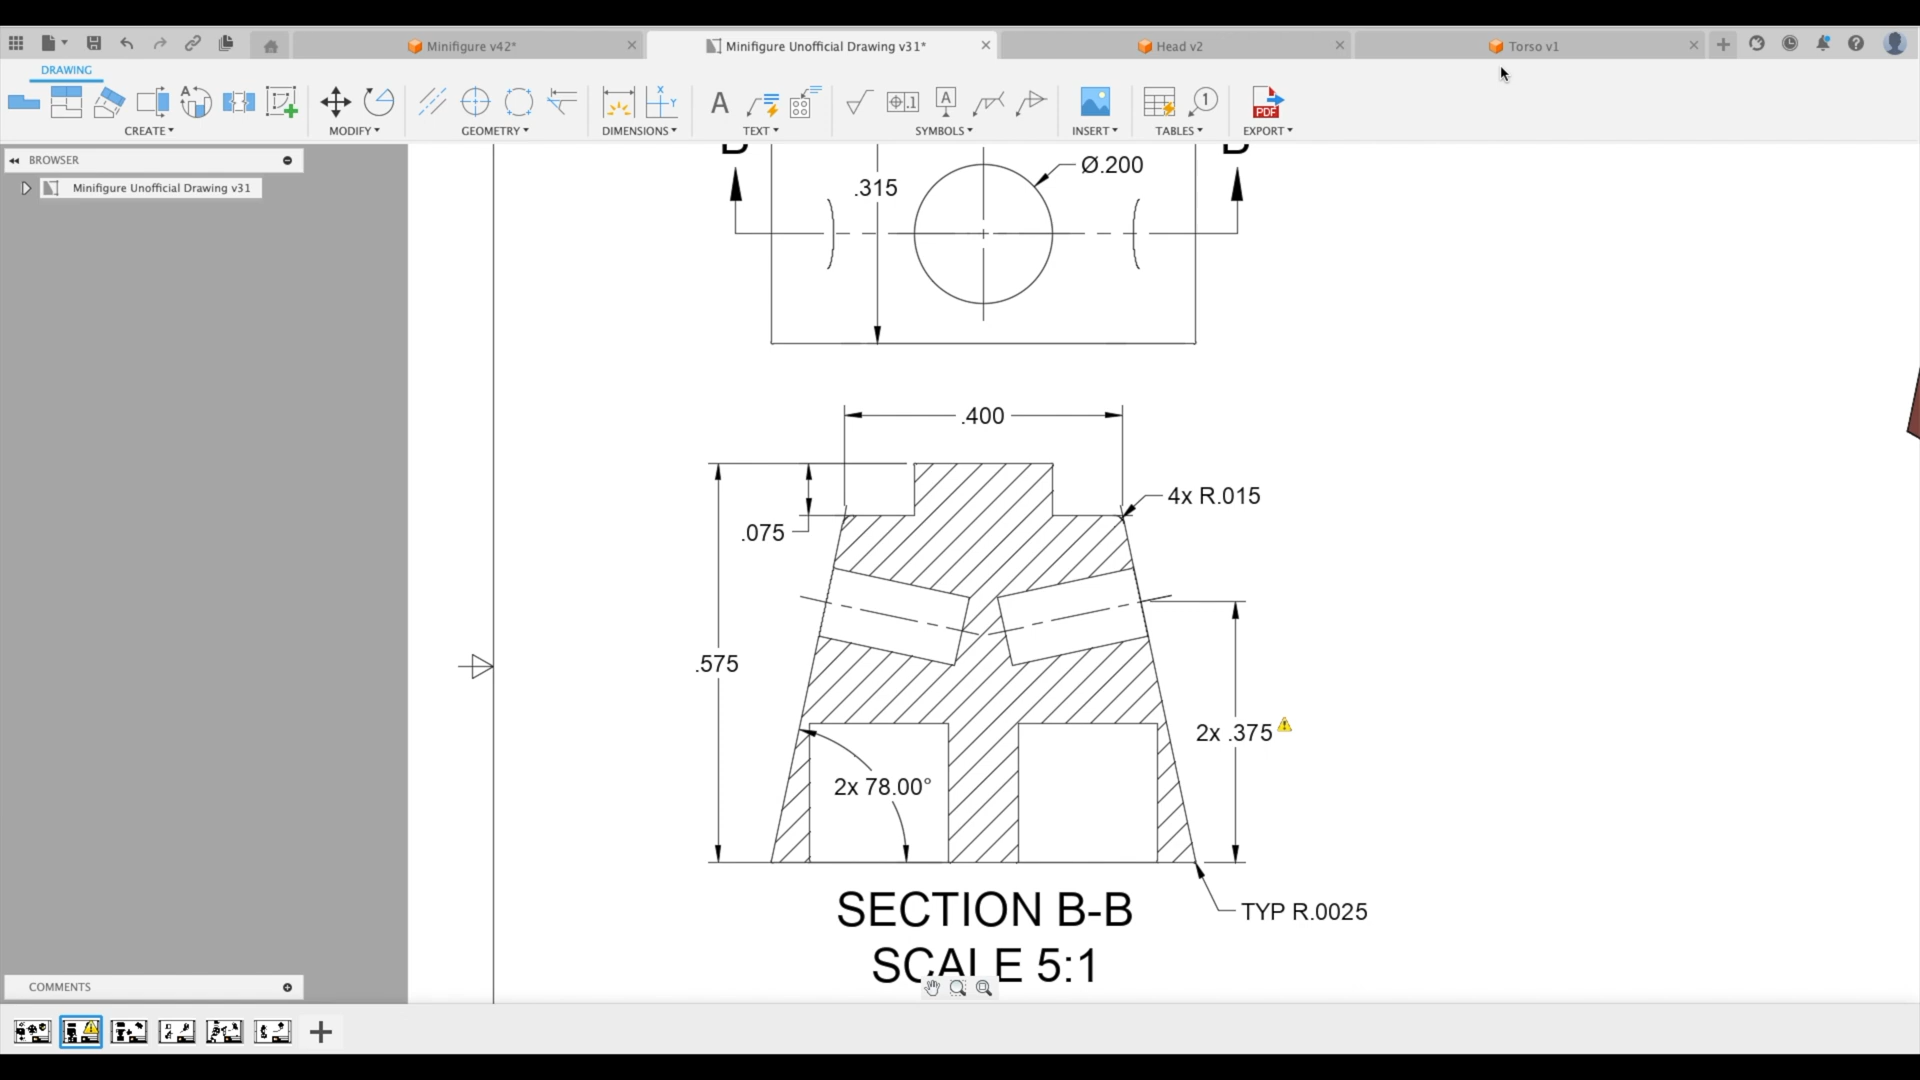 Minifigure v42*
Minifigure Unofficial Drawing v31*
Head v2
Torso v1
DRAWING
CREATE
MODIFY
GEOMETRY
DIMENSIONS
TEXT
SYMBOLS
INSERT
TABLES
EXPORT
BROWSER
Minifigure Unofficial Drawing v31
B B
Ø.200
.315
.400
4x R.015
.075
.575
2x .375
2x 78.00°
TYP R.0025
SECTION B-B
SCALE 5:1
COMMENTS